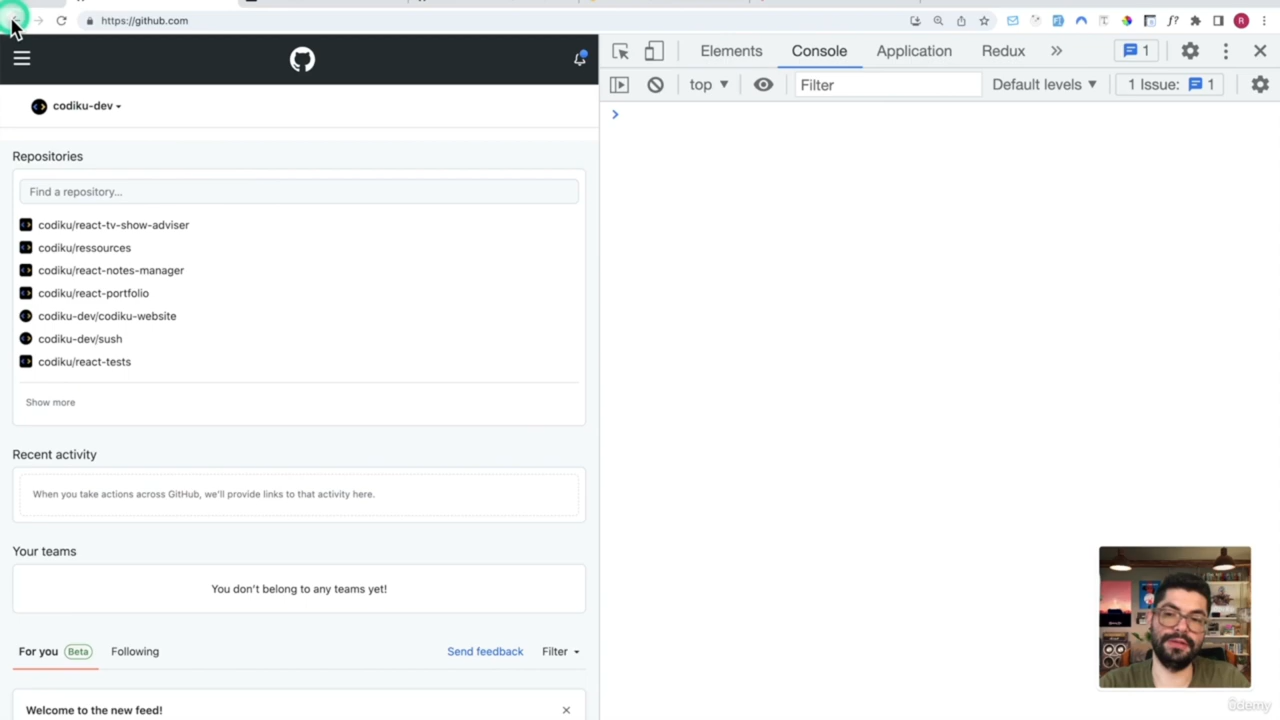 https://github.com
R
f?
codiku-dev
Repositories
Find a repository...
codiku/react-tv-show-adviser
codiku/ressources
codiku/react-notes-manager
codiku/react-portfolio
codiku-dev/codiku-website
codiku-dev/sush
codiku/react-tests
Show more
Recent activity
When you take actions across GitHub, we'll provide links to that activity here.
Your teams
You don't belong to any teams yet!
For you Beta Following Send feedback Filter
Welcome to the new feed!
Elements Console Application Redux 1
top Filter Default levels 1 Issue: 1
ûdemy